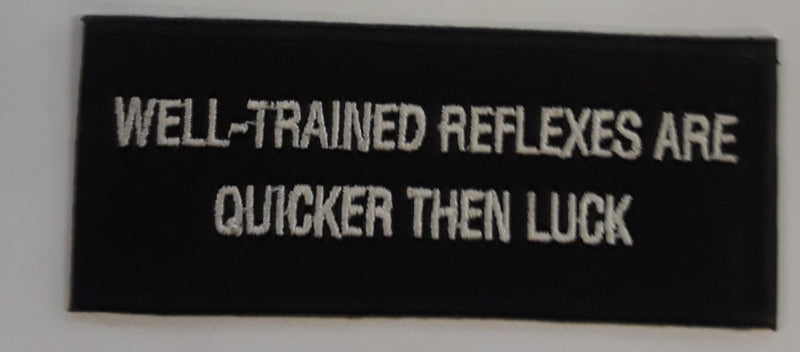 WELL-TRAINED REFLEXES ARE
QUICKER THEN LUCK